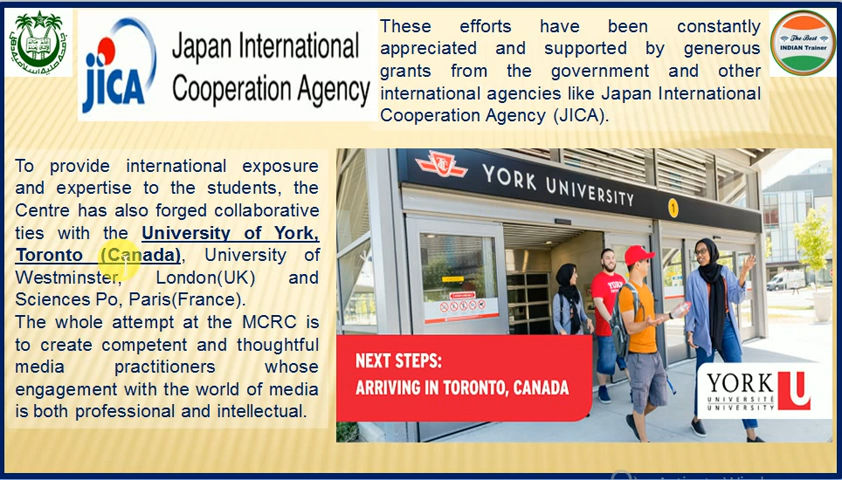 These efforts have been constantly
appreciated and supported by generous
grants from the government and other
international agencies like Japan International
Cooperation Agency (JICA).
JICA
Japan International
Cooperation Agency
The Best
INDIAN Trainer
To provide international exposure
and expertise to the students, the
Centre has also forged collaborative
ties with the University of York,
Toronto (Canada), University of
Westminster, London(UK) and
Sciences Po, Paris(France).
The whole attempt at the MCRC is
to create competent and thoughtful
media practitioners whose
engagement with the world of media
is both professional and intellectual.
YORK UNIVERSITY
1
NEXT STEPS:
ARRIVING IN TORONTO, CANADA
YORK U
UNIVERSITÉ
UNIVERSITY